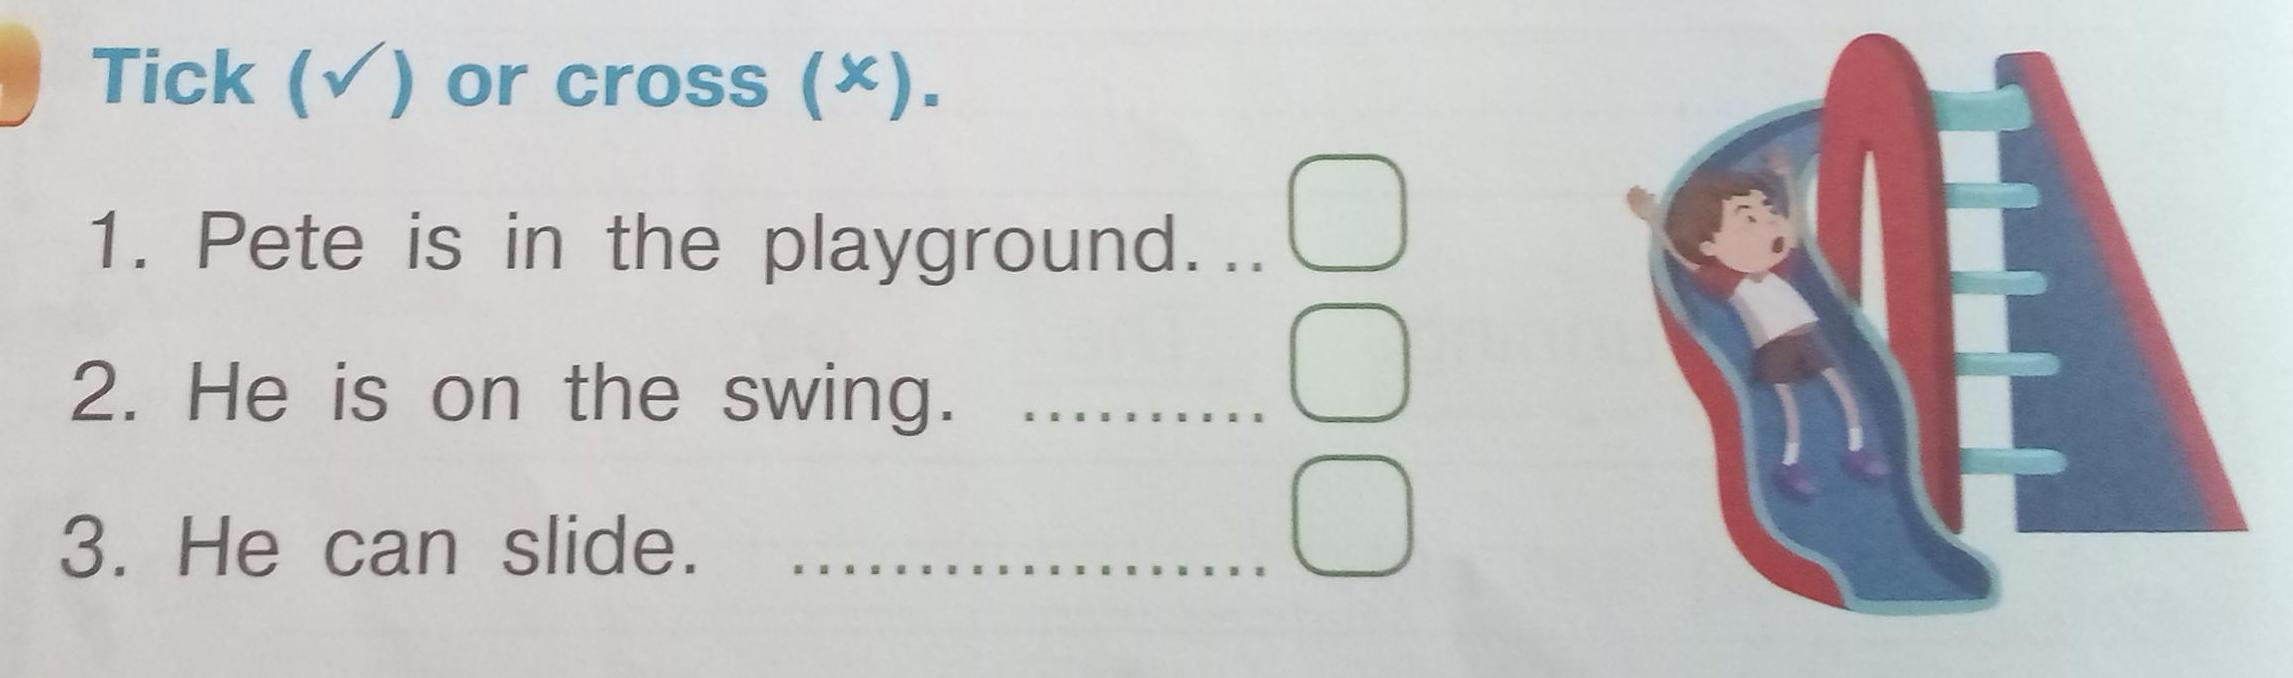 Tick (✓) or cross (✗).
1. Pete is in the playground. ..
2. He is on the swing. ..........
3. He can slide. ...................